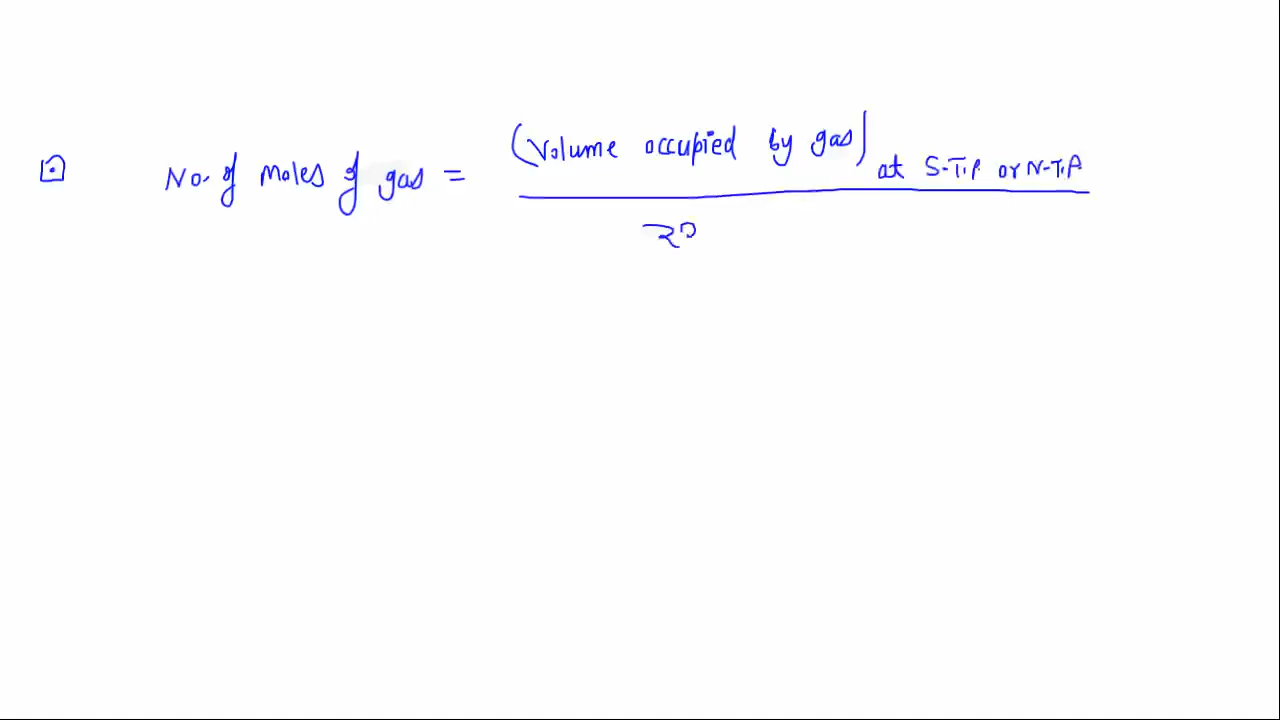 No. of moles of gas = (Volume occupied by gas) at S.T.P or N.T.P